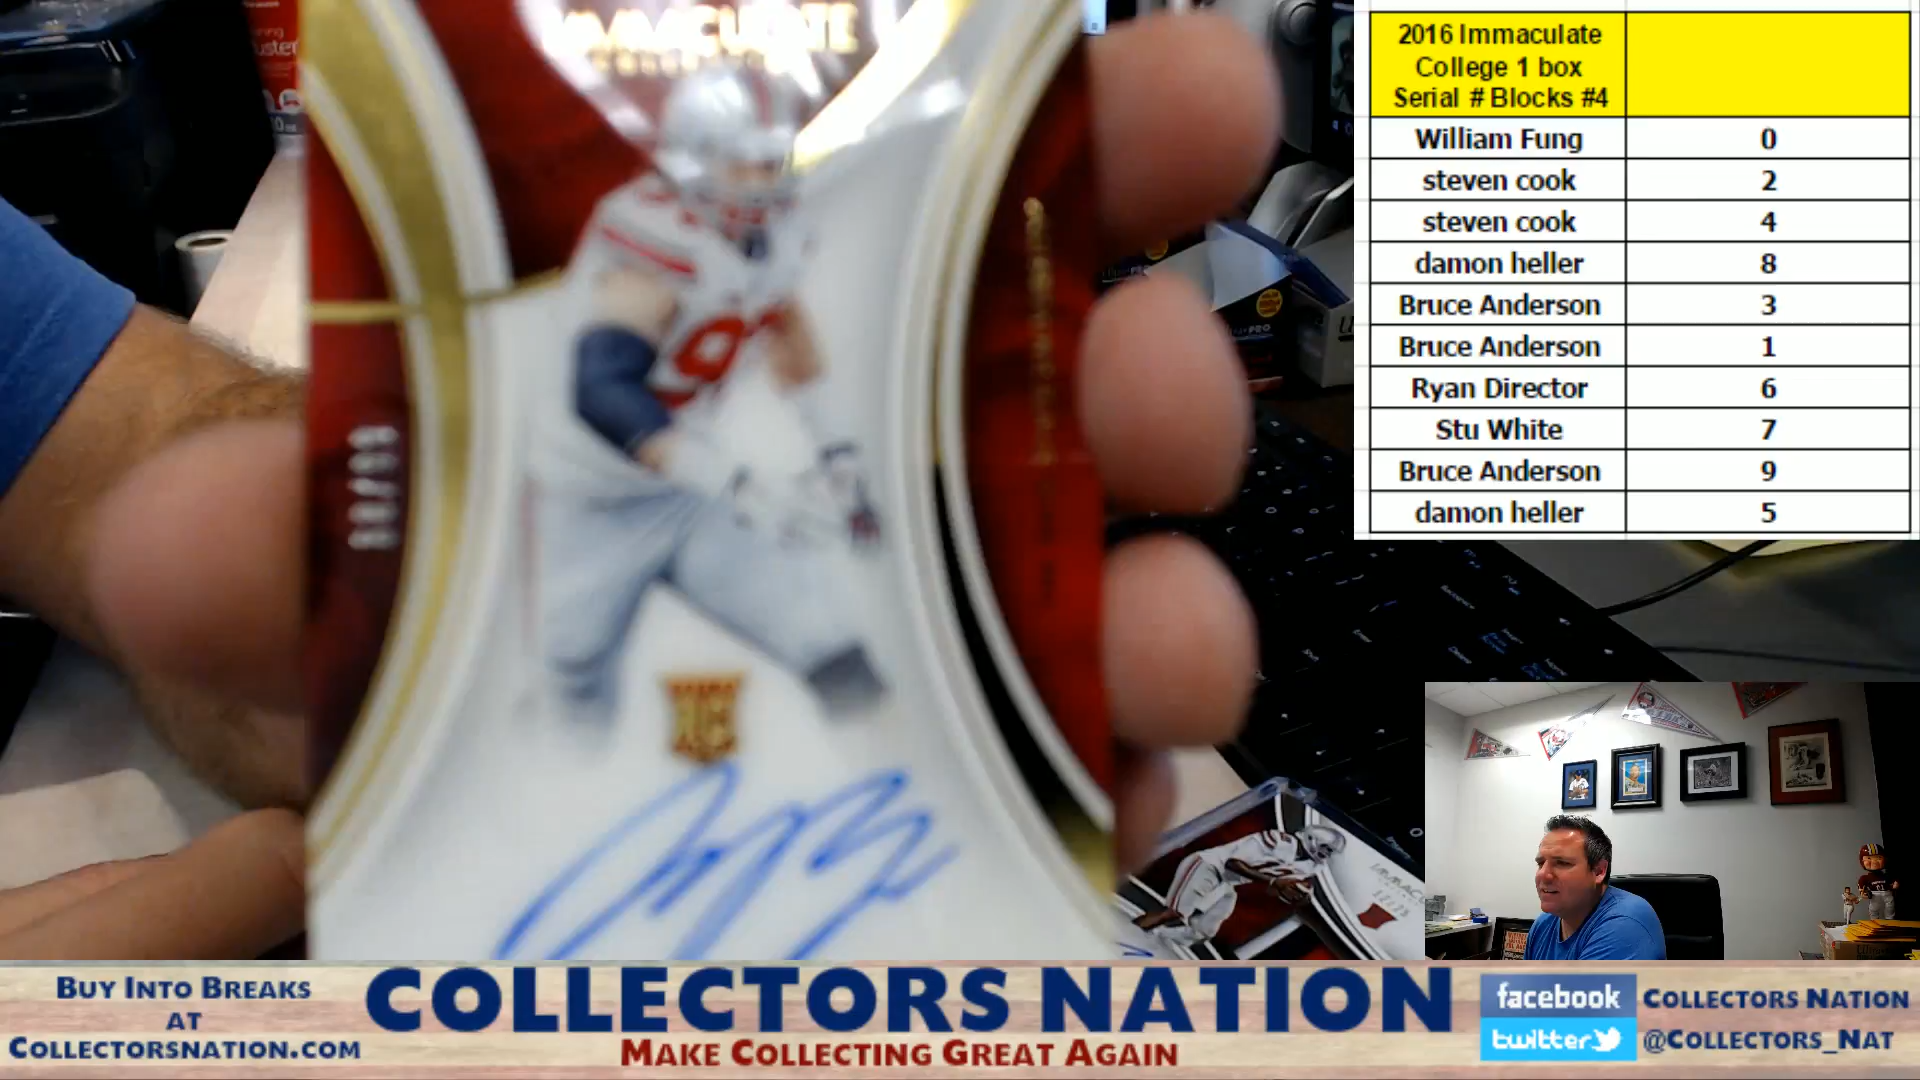 IMMACULATE
2016 Immaculate
College 1 box
Serial # Blocks #4
William Fung 0
steven cook 2
steven cook 4
damon heller 8
Bruce Anderson 3
Bruce Anderson 1
Ryan Director 6
Stu White 7
Bruce Anderson 9
damon heller 5
BUY INTO BREAKS
AT
COLLECTORSNATION.COM
COLLECTORS NATION
MAKE COLLECTING GREAT AGAIN
facebook COLLECTORS NATION
twitter @COLLECTORS_NAT